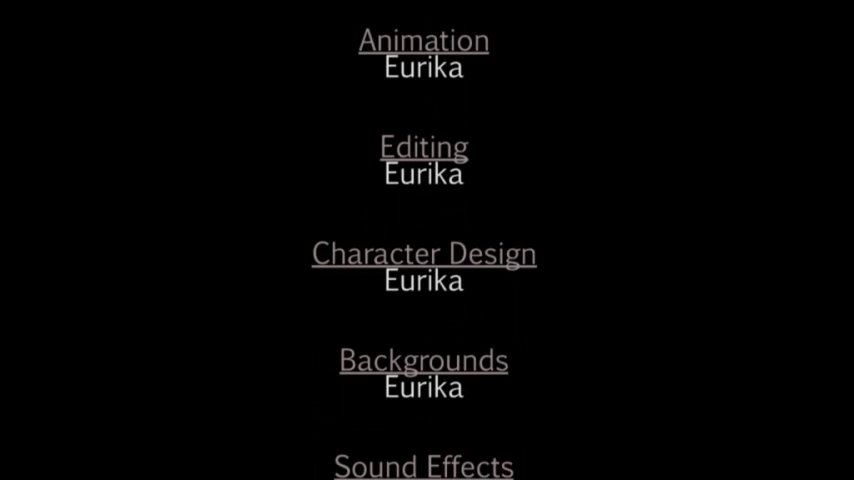 Animation
Eurika
Editing
Eurika
Character Design
Eurika
Backgrounds
Eurika
Sound Effects